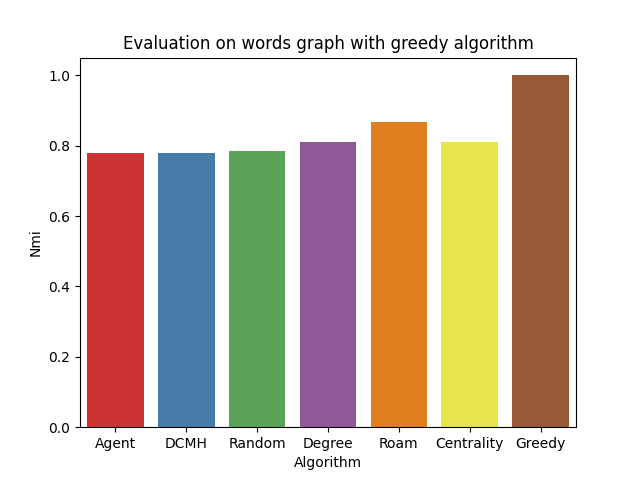 Evaluation on words graph with greedy algorithm
1.0
0.8
0.6
0.4
0.2
0.0
Nmi
Agent DCMH Random Degree Roam Centrality Greedy
Algorithm